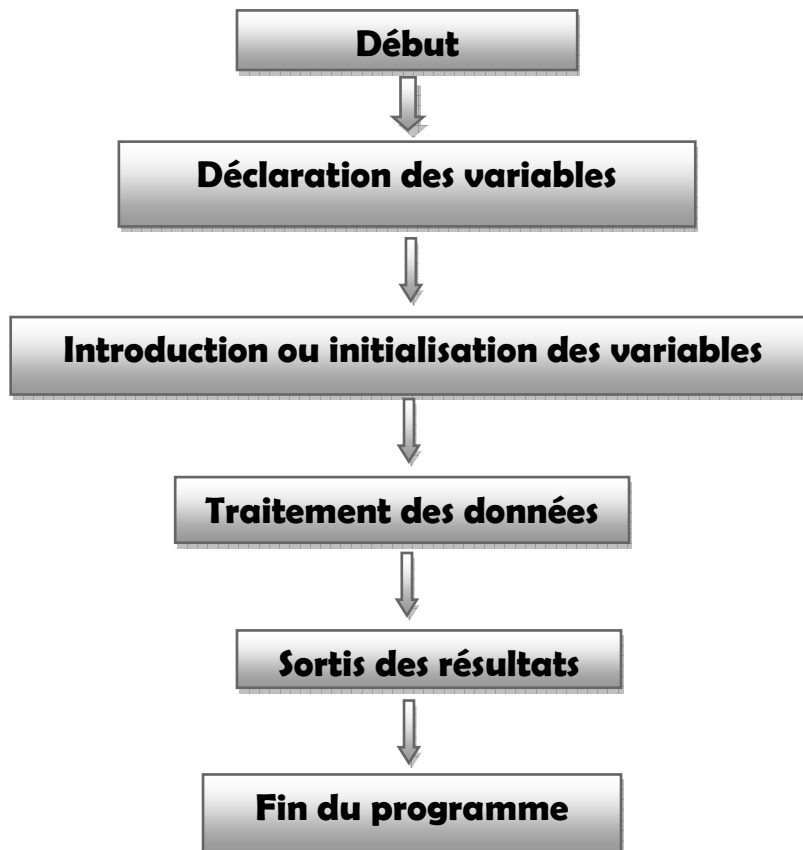 Début
Déclaration des variables
Introduction ou initialisation des variables
Traitement des données
Sortis des résultats
Fin du programme